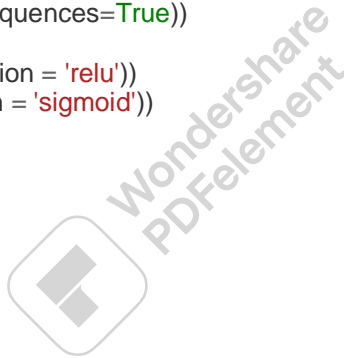 quences=True))
ion = 'relu'))
n = 'sigmoid'))
Wondershare
PDFelement